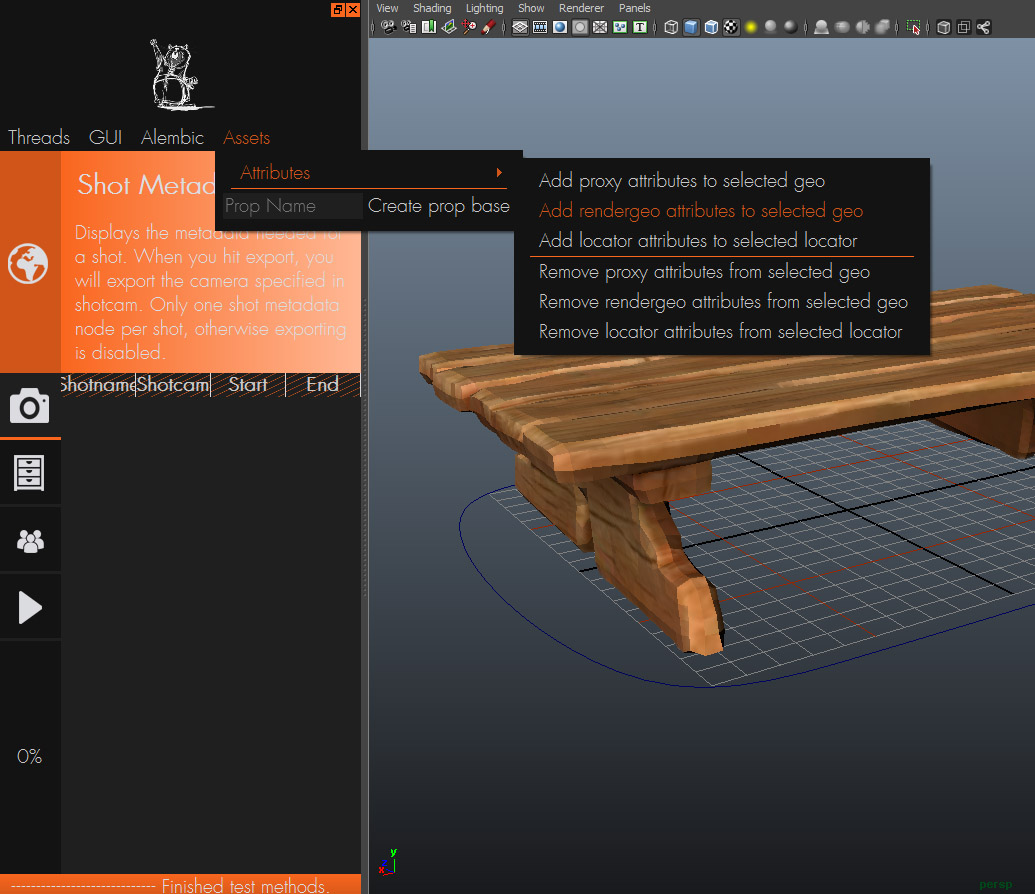 View Shading Lighting Show Renderer Panels
Threads GUI Alembic Assets
Attributes
Prop Name Create prop base
Add proxy attributes to selected geo
Add rendergeo attributes to selected geo
Add locator attributes to selected locator
Remove proxy attributes from selected geo
Remove rendergeo attributes from selected geo
Remove locator attributes from selected locator
Shot Metad
Displays the metadata needed for
a shot. When you hit export, you
will export the camera specified in
shotcam. Only one shot metadata
node per shot, otherwise exporting
is disabled.
Shotname Shotcam Start End
0%
y
x
persp
---------------------------- Finished test methods.